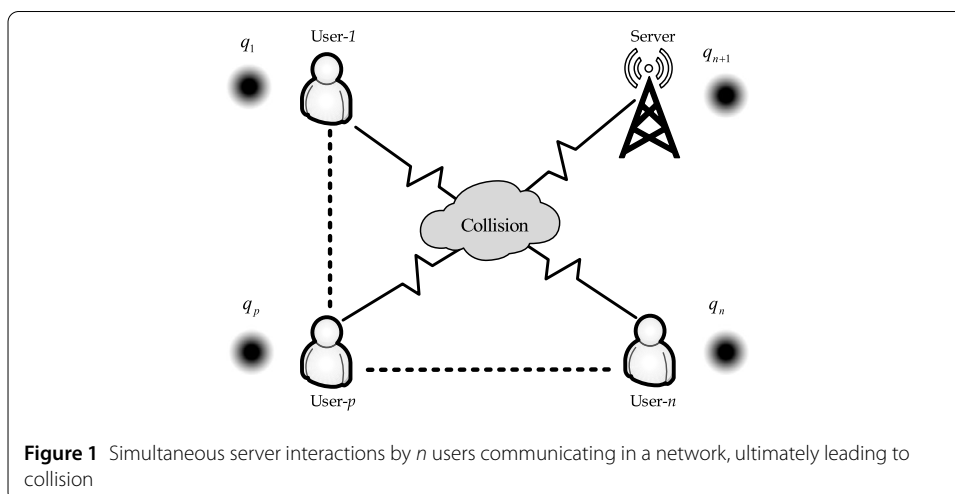 User-1
Server
q1
qn+1
Collision
qp
qn
User-p
User-n
Figure 1 Simultaneous server interactions by n users communicating in a network, ultimately leading to
collision